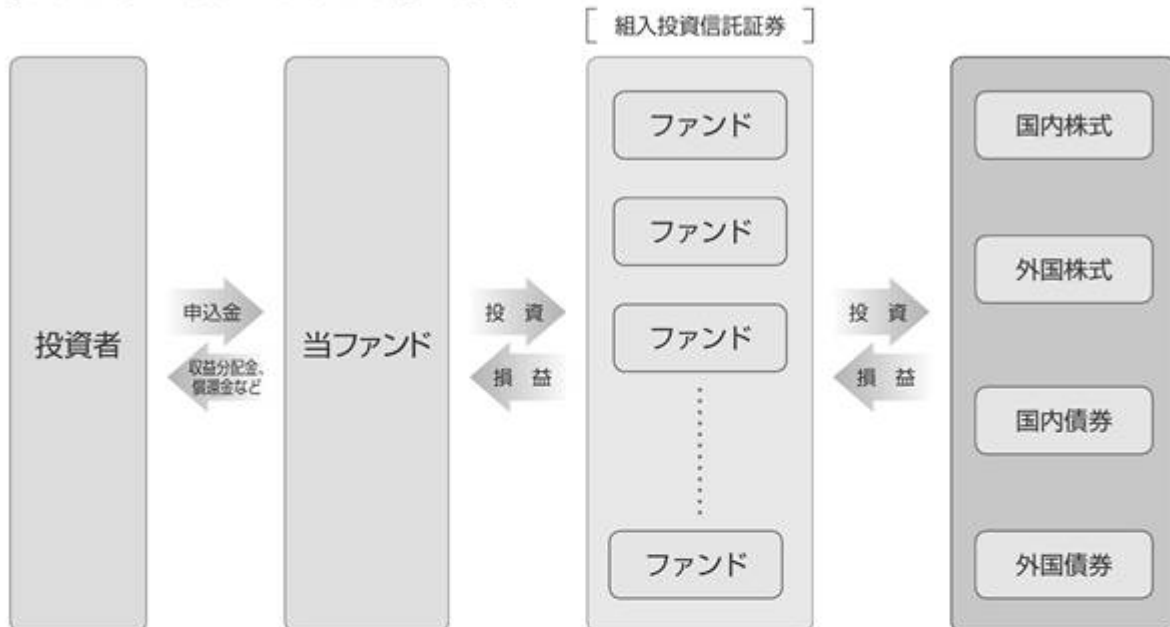 [ 組入投資信託証券 ]
投資者
申込金
収益分配金、
償還金など
当ファンド
投 資
損 益
ファンド
ファンド
ファンド
ファンド
投 資
損 益
国内株式
外国株式
国内債券
外国債券